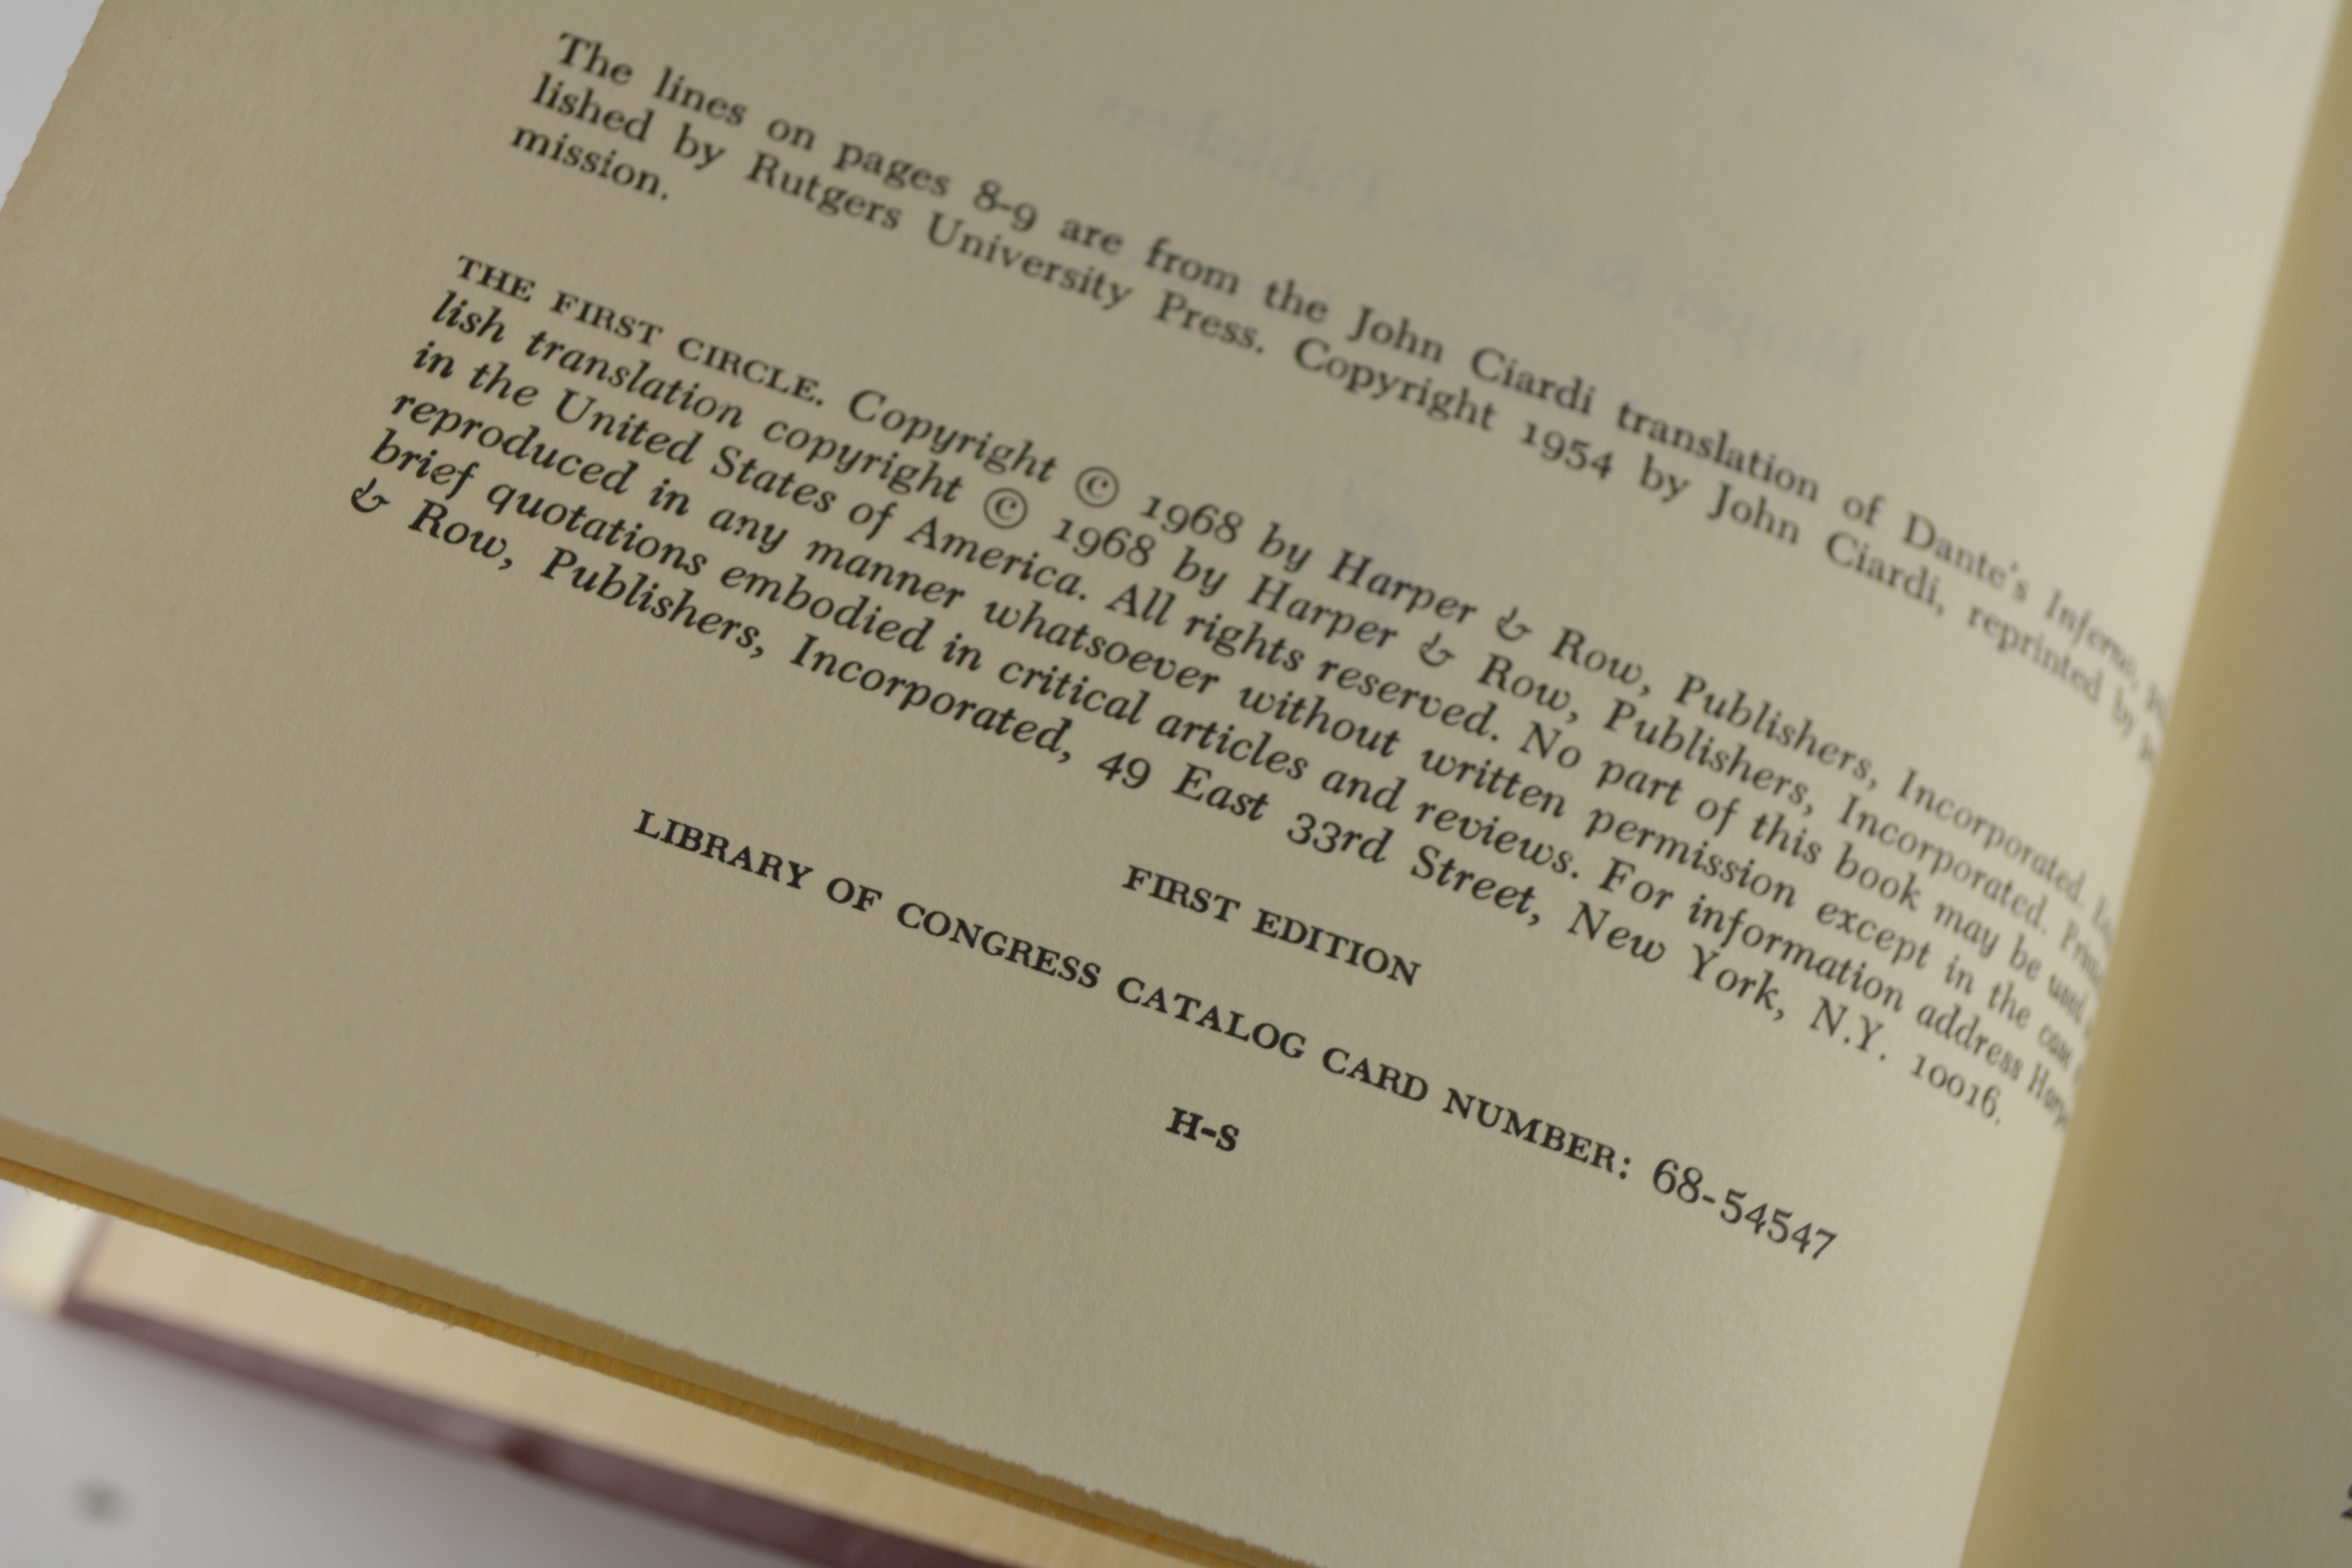 The lines on pages 8-9 are from the John Ciardi translation of Dante's Inferno,
lished by Rutgers University Press. Copyright 1954 by John Ciardi, reprinted by
mission.
THE FIRST CIRCLE. Copyright © 1968 by Harper & Row, Publishers, Incorporated.
lish translation copyright © 1968 by Harper & Row, Publishers, Incorporated.
in the United States of America. All rights reserved. No part of this book may be used
reproduced in any manner whatsoever without written permission except in the case
brief quotations embodied in critical articles and reviews. For information address
& Row, Publishers, Incorporated, 49 East 33rd Street, New York, N.Y. 10016.
FIRST EDITION
LIBRARY OF CONGRESS CATALOG CARD NUMBER: 68-54547
H-S